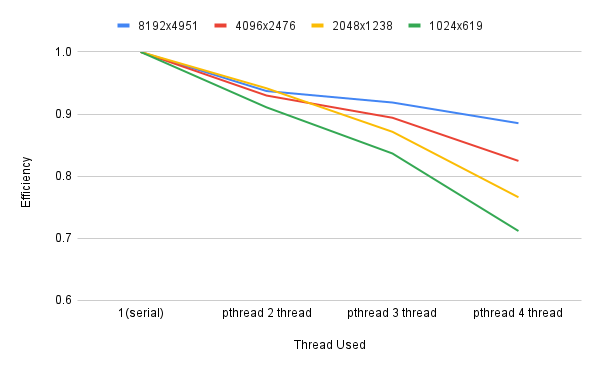 8192x4951 4096x2476 2048x1238 1024x619
1.0
0.9
0.8
0.7
0.6
Efficiency
1(serial) pthread 2 thread pthread 3 thread pthread 4 thread
Thread Used